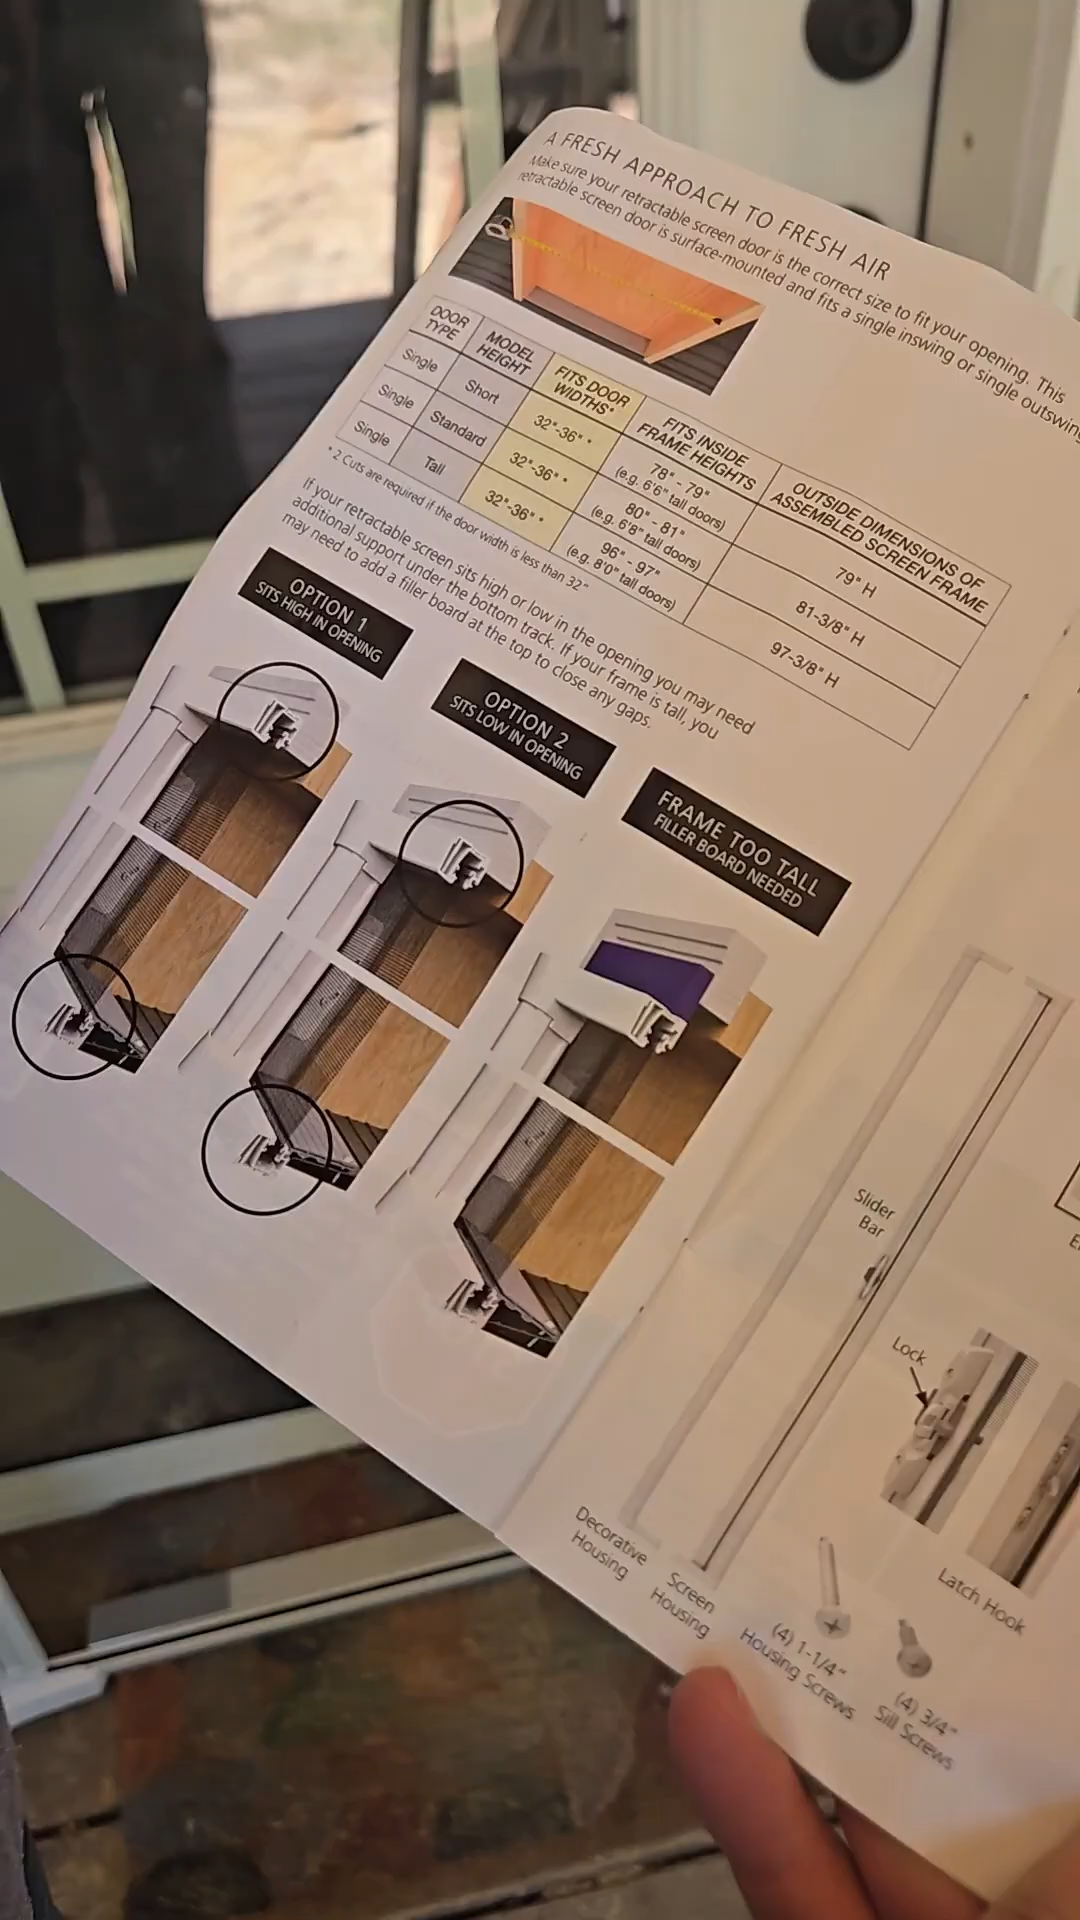 A FRESH APPROACH TO FRESH AIR
Make sure your retractable screen door is the correct size to fit your opening. This
retractable screen door is surface-mounted and fits a single inswing or single outswing
DOOR TYPE
MODEL HEIGHT
FITS DOOR WIDTHS*
FITS INSIDE FRAME HEIGHTS
OUTSIDE DIMENSIONS OF ASSEMBLED SCREEN FRAME
Single
Short
32"-36" *
78" - 79"
(e.g. 6'6" tall doors)
79" H
Single
Standard
32"-36" *
80" - 81"
(e.g. 6'8" tall doors)
81-3/8" H
Single
Tall
32"-36" *
96" - 97"
(e.g. 8'0" tall doors)
97-3/8" H
* 2 Cuts are required if the door width is less than 32"
If your retractable screen sits high or low in the opening you may need
additional support under the bottom track. If your frame is tall, you
may need to add a filler board at the top to close any gaps.
OPTION 1
SITS HIGH IN OPENING
OPTION 2
SITS LOW IN OPENING
FRAME TOO TALL
FILLER BOARD NEEDED
Slider
Bar
Lock
Decorative
Housing
Screen
Housing
(4) 1-1/4"
Housing Screws
(4) 3/4"
Sill Screws
Latch Hook